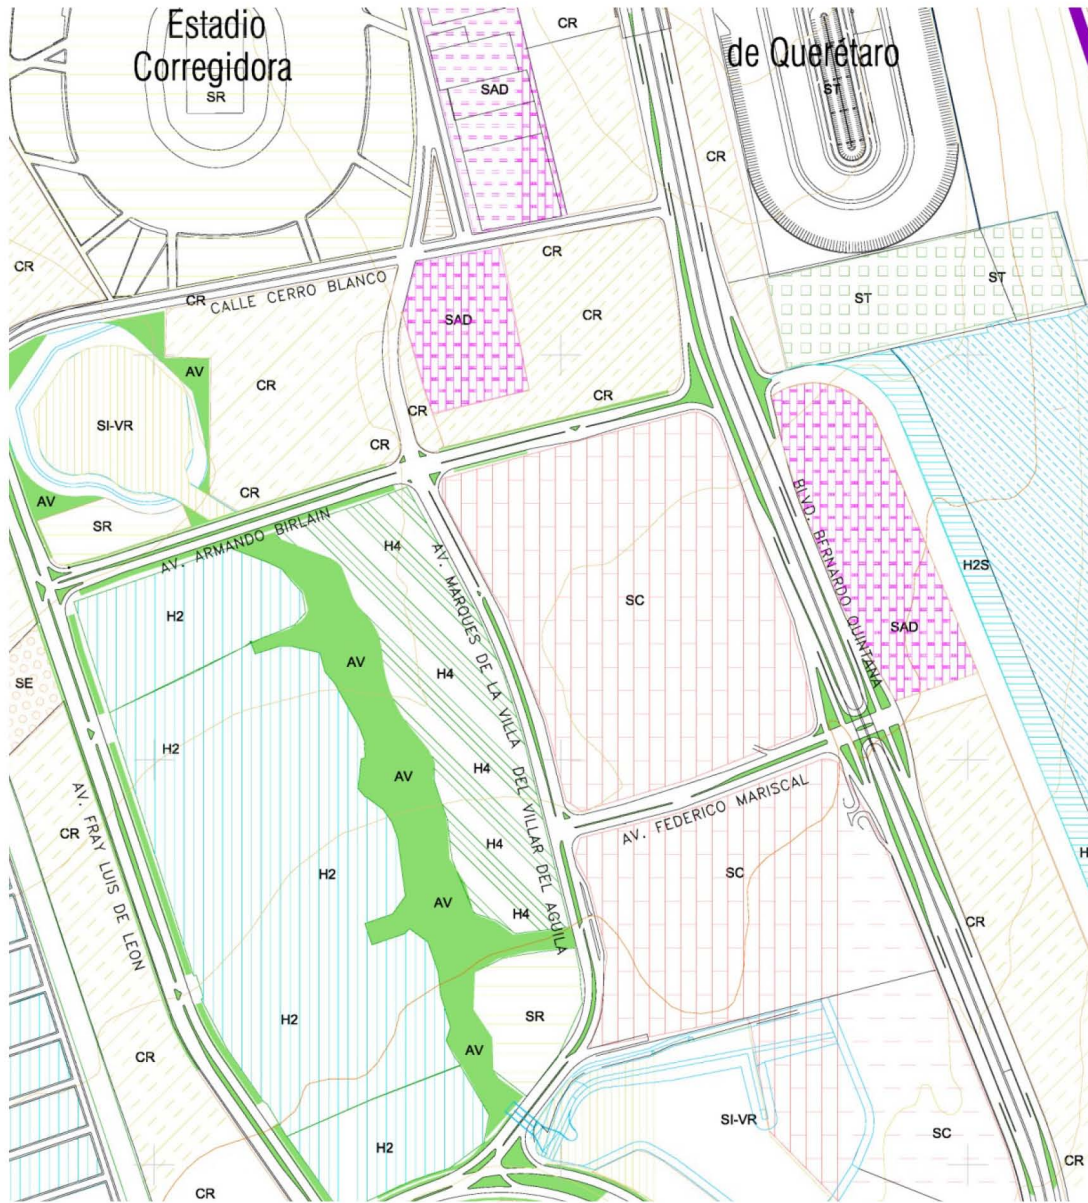 Estadio
Corregidora
SR
CR
SAD
de Querétaro
ST
CR
CR
CR
CALLE CERRO BLANCO
CR
ST
ST
SAD
CR
AV
CR
CR
CR
SI-VR
CR
CR
AV
SR
AV. ARMANDO BIRLAIN
H4
AV. MARQUES DE LA VILLA DEL VILLAR DEL AGUILA
BLVD. BERNARDO QUINTANA
H2S
SC
H2
SAD
AV
H4
SE
H2
H4
AV
AV. FRAY LUIS DE LEON
CR
AV. FEDERICO MARISCAL
H4
H
H2
SC
AV
H4
CR
H2
SR
CR
AV
SI-VR
SC
H2
CR
CR